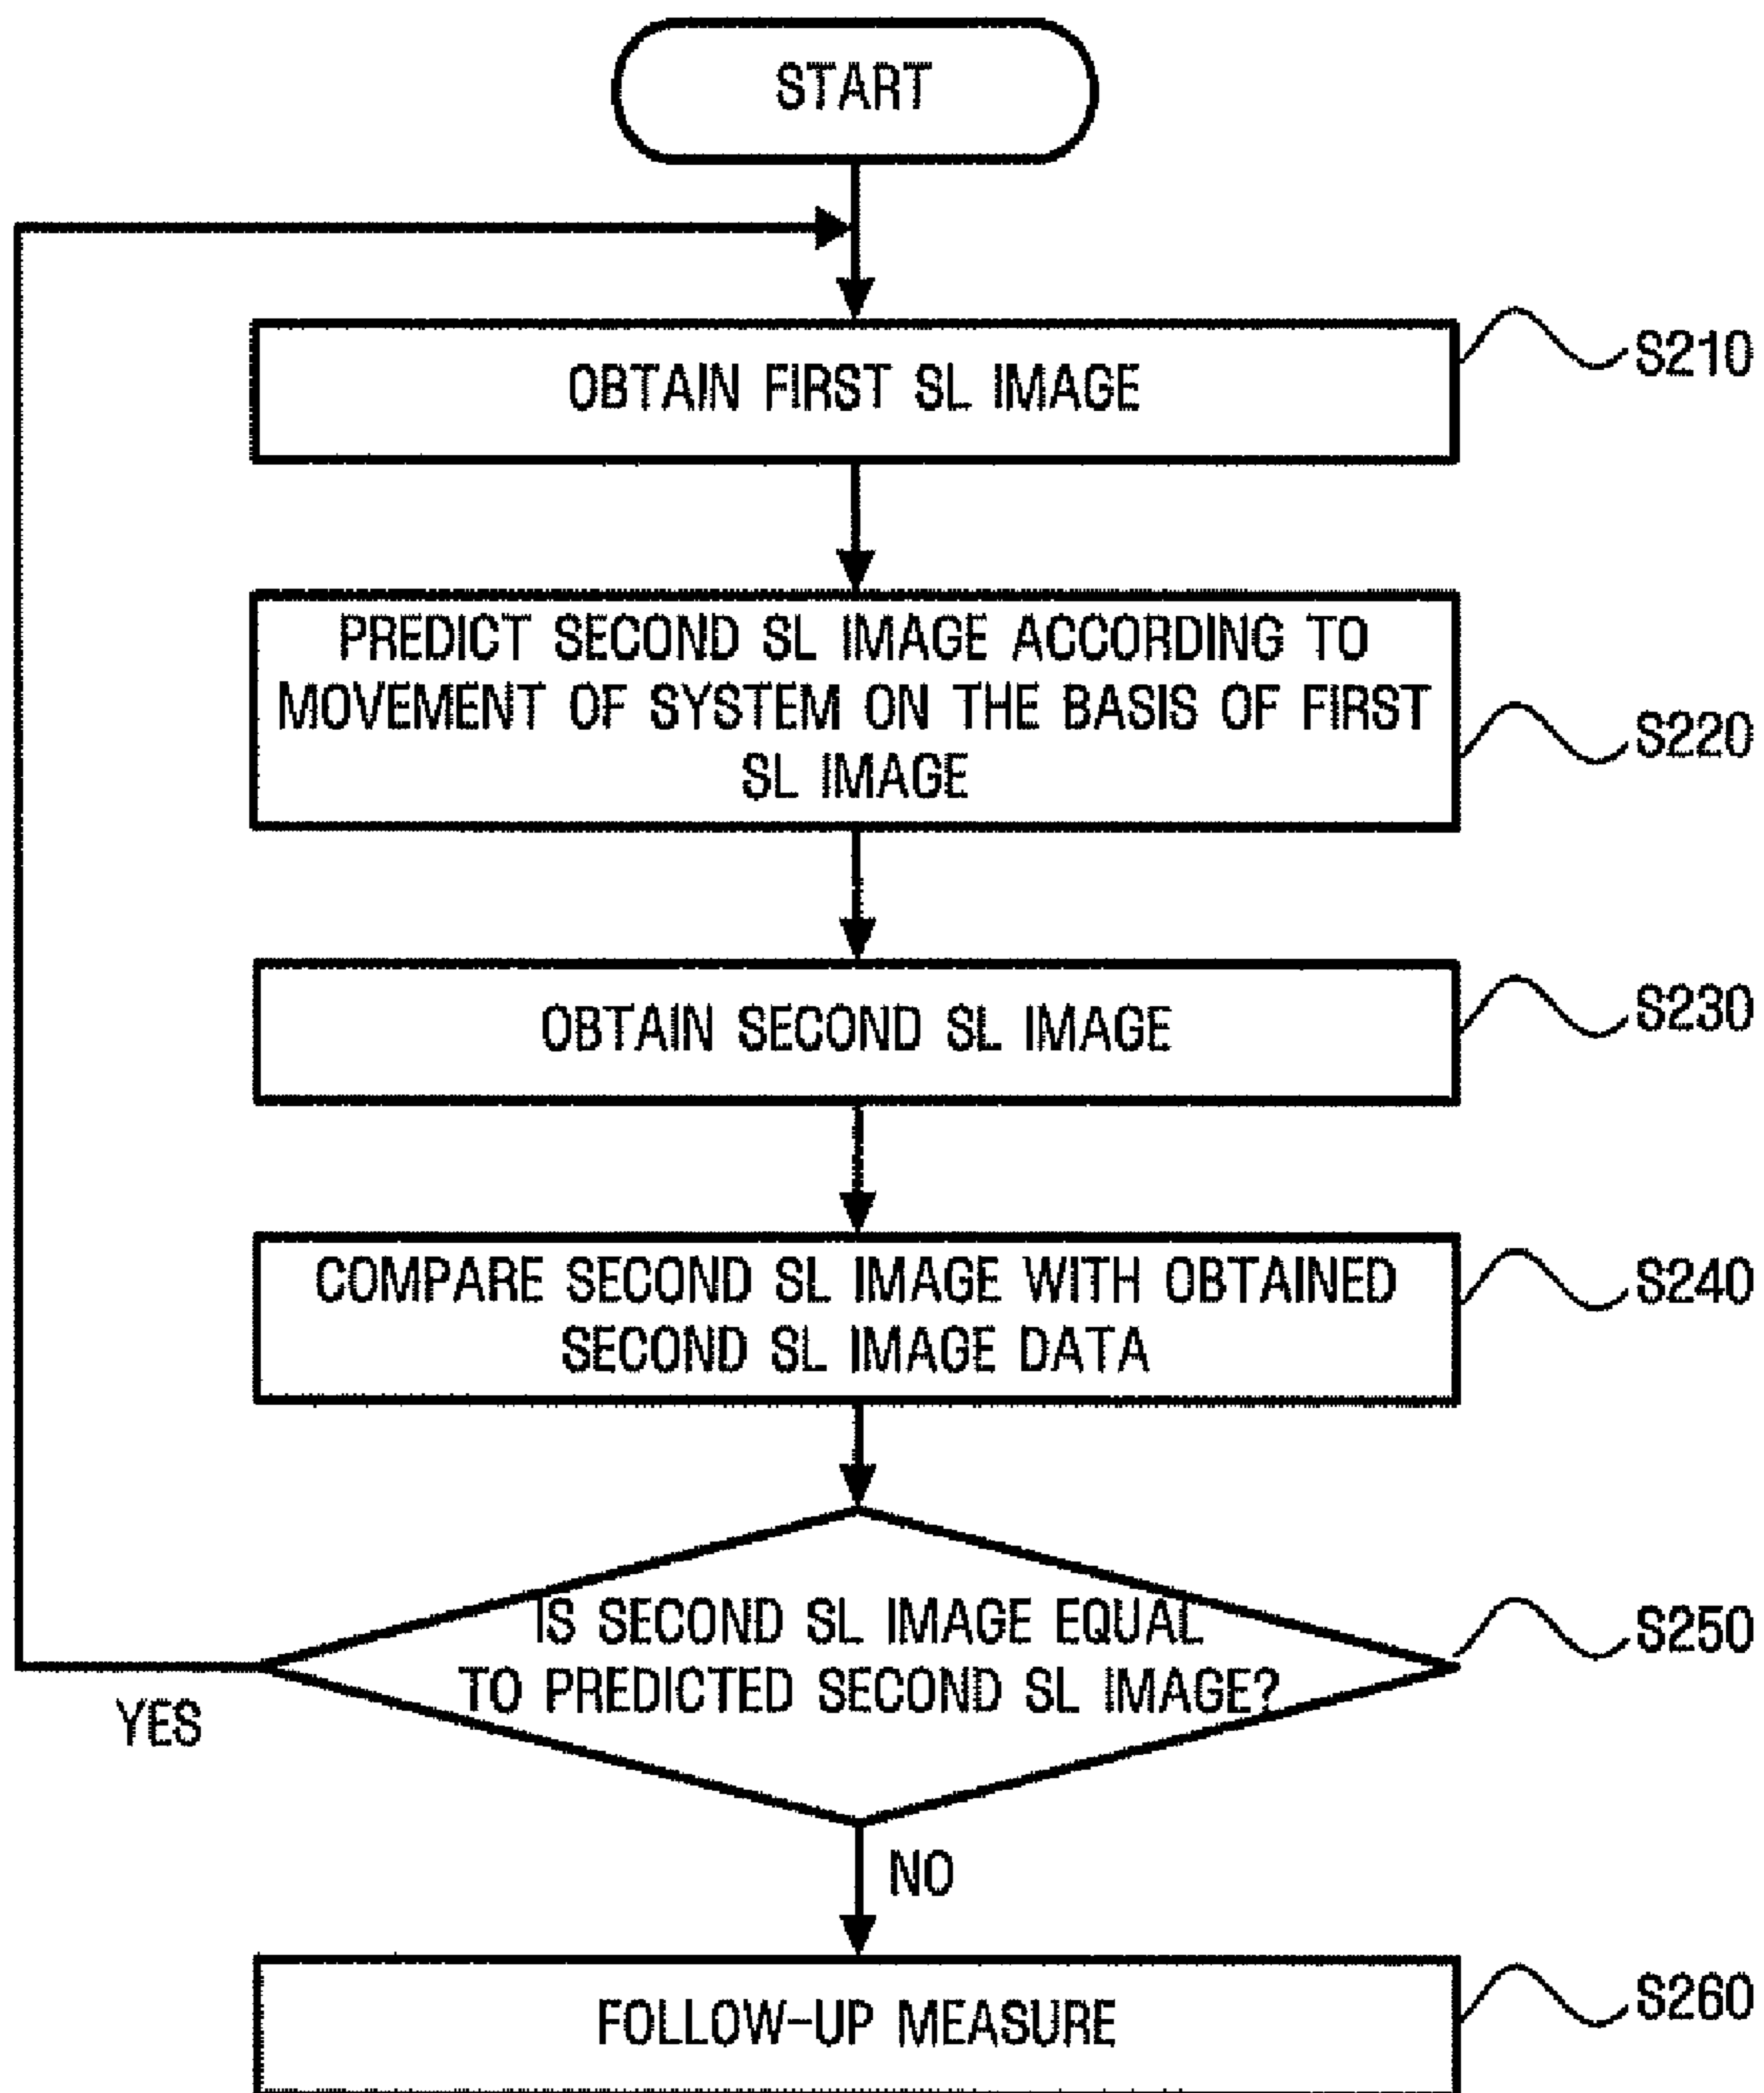 START
OBTAIN FIRST SL IMAGE
S210
PREDICT SECOND SL IMAGE ACCORDING TO
MOVEMENT OF SYSTEM ON THE BASIS OF FIRST
SL IMAGE
S220
OBTAIN SECOND SL IMAGE
S230
COMPARE SECOND SL IMAGE WITH OBTAINED
SECOND SL IMAGE DATA
S240
IS SECOND SL IMAGE EQUAL
TO PREDICTED SECOND SL IMAGE?
S250
YES
NO
FOLLOW-UP MEASURE
S260